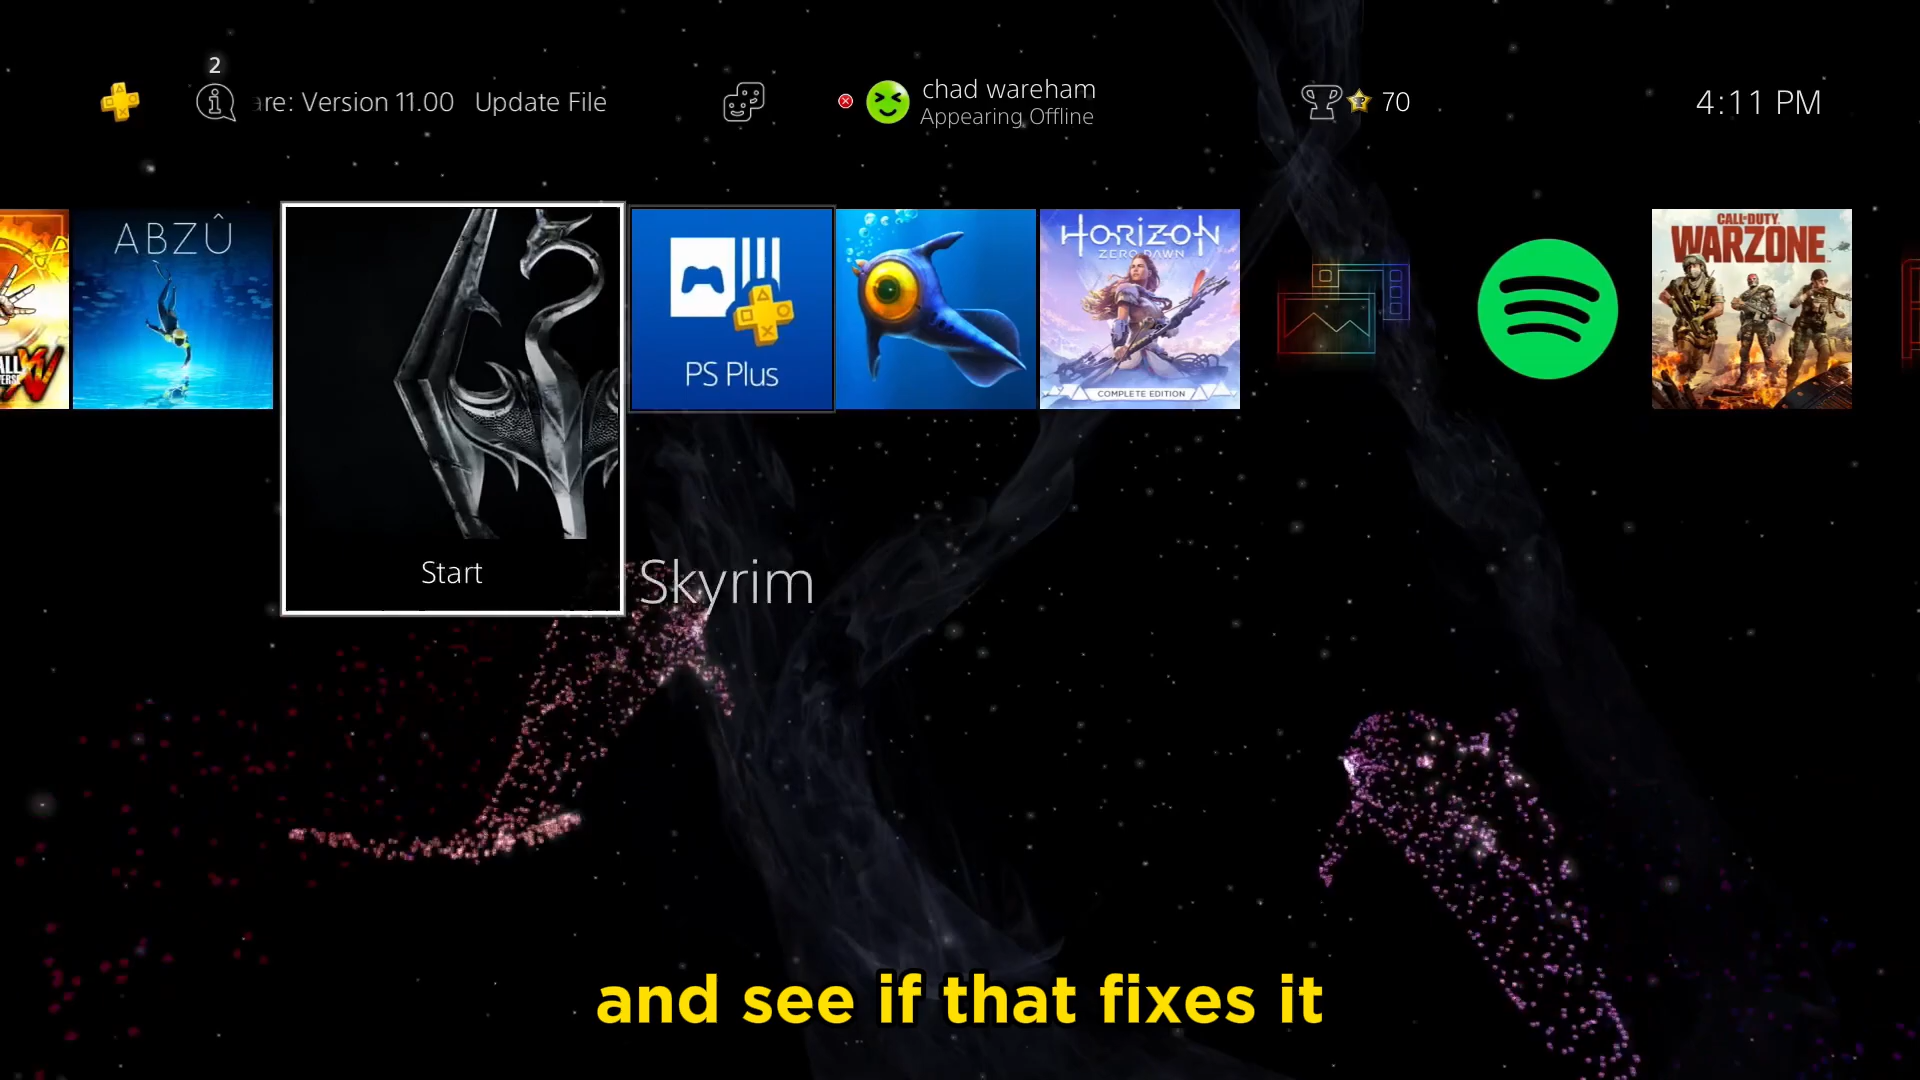 2
are: Version 11.00 Update File
chad wareham
Appearing Offline
70
4:11 PM
ABZÛ
PS Plus
HORIZON
ZERO DAWN
COMPLETE EDITION
CALL OF DUTY
WARZONE
Start
Skyrim
and see if that fixes it